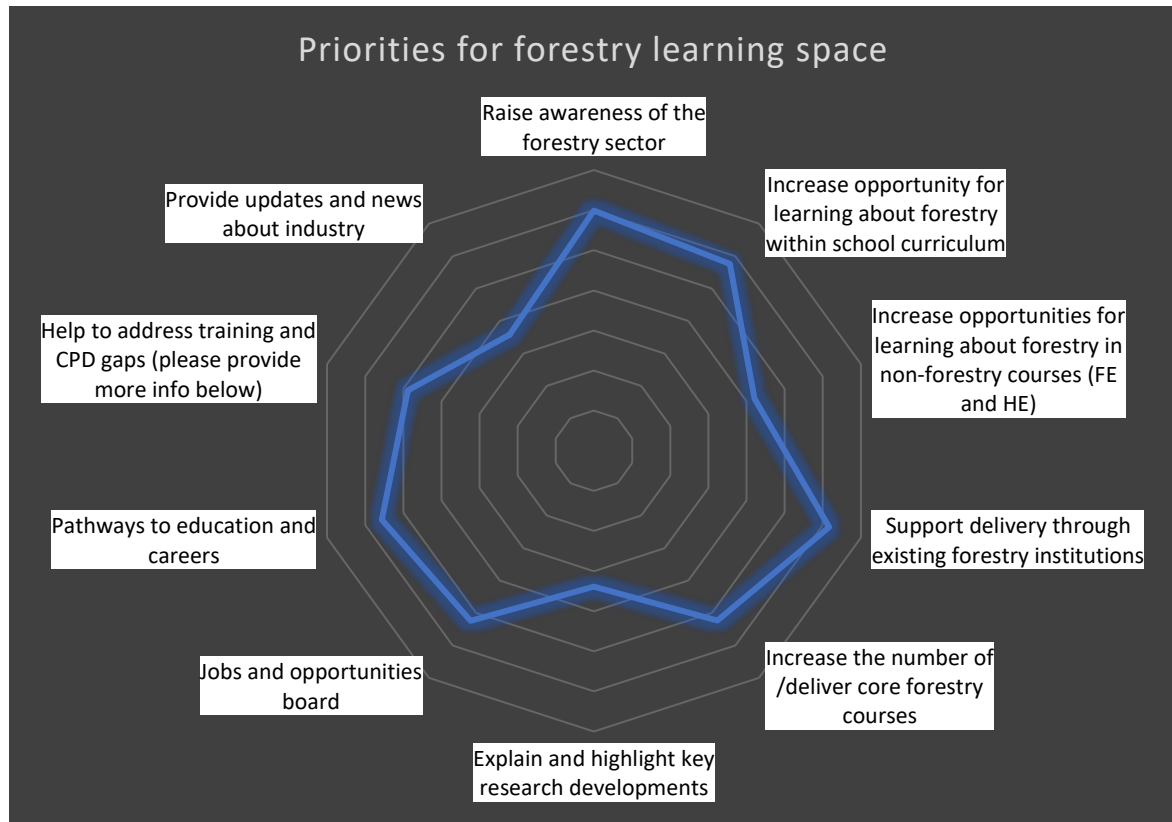 Priorities for forestry learning space
Raise awareness of the
forestry sector
Increase opportunity for
learning about forestry
within school curriculum
Increase opportunities for
learning about forestry in
non-forestry courses (FE
and HE)
Support delivery through
existing forestry institutions
Increase the number of
/deliver core forestry
courses
Explain and highlight key
research developments
Jobs and opportunities
board
Pathways to education and
careers
Help to address training and
CPD gaps (please provide
more info below)
Provide updates and news
about industry